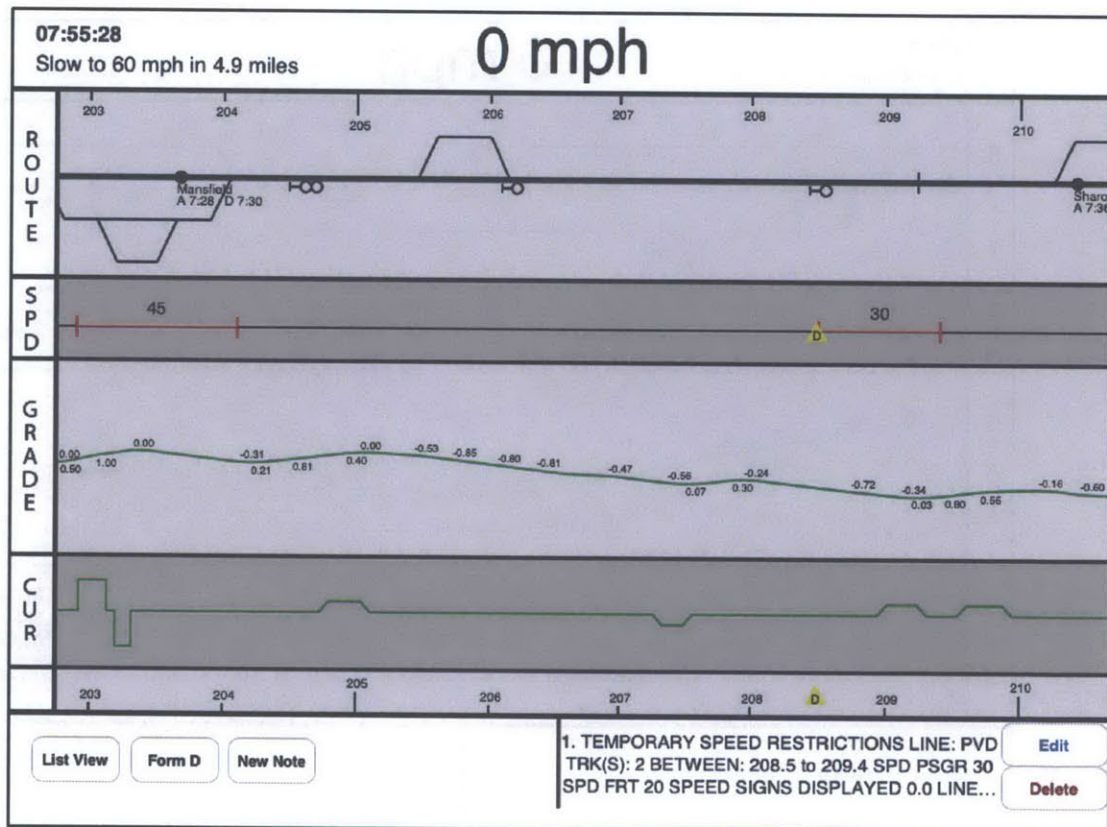 07:55:28
Slow to 60 mph in 4.9 miles
0 mph
ROUTE
203 204 205 206 207 208 209 210
Mansfield
A 7:28 D 7:30
Sharo
A 7:36
SPD
45 30
D
GRADE
0.00 0.00 -0.31 0.00 -0.53 -0.85 -0.60 -0.81 -0.47 -0.56 -0.24 -0.72 -0.34 -0.16 -0.60
0.50 1.00 0.21 0.81 0.40 0.07 0.30 0.03 0.80 0.56
CUR
203 204 205 206 207 208 D 209 210
List View Form D New Note
1. TEMPORARY SPEED RESTRICTIONS LINE: PVD
TRK(S): 2 BETWEEN: 208.5 to 209.4 SPD PSGR 30
SPD FRT 20 SPEED SIGNS DISPLAYED 0.0 LINE...
Edit
Delete